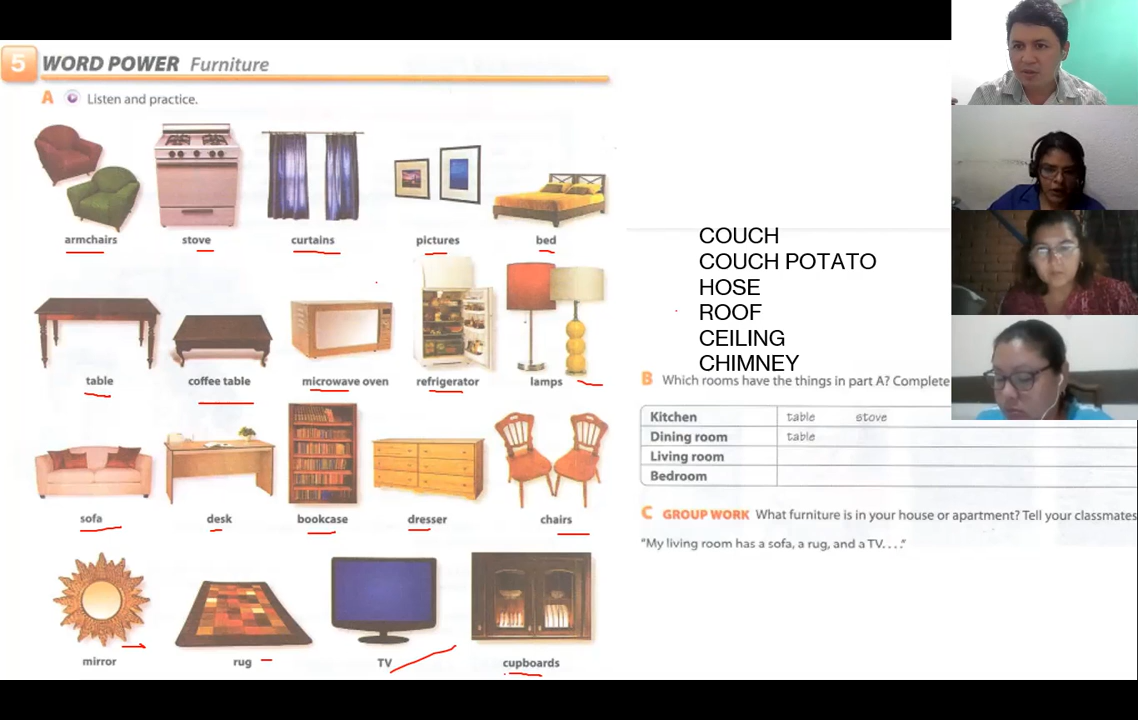 5 WORD POWER Furniture
A Listen and practice.
armchairs stove curtains pictures bed
table coffee table microwave oven refrigerator lamps
sofa desk bookcase dresser chairs
mirror rug TV cupboards
COUCH
COUCH POTATO
HOSE
ROOF
CEILING
CHIMNEY
B Which rooms have the things in part A? Complete
Kitchen table stove
Dining room table
Living room
Bedroom
C GROUP WORK What furniture is in your house or apartment? Tell your classmates
"My living room has a sofa, a rug, and a TV. . . ."